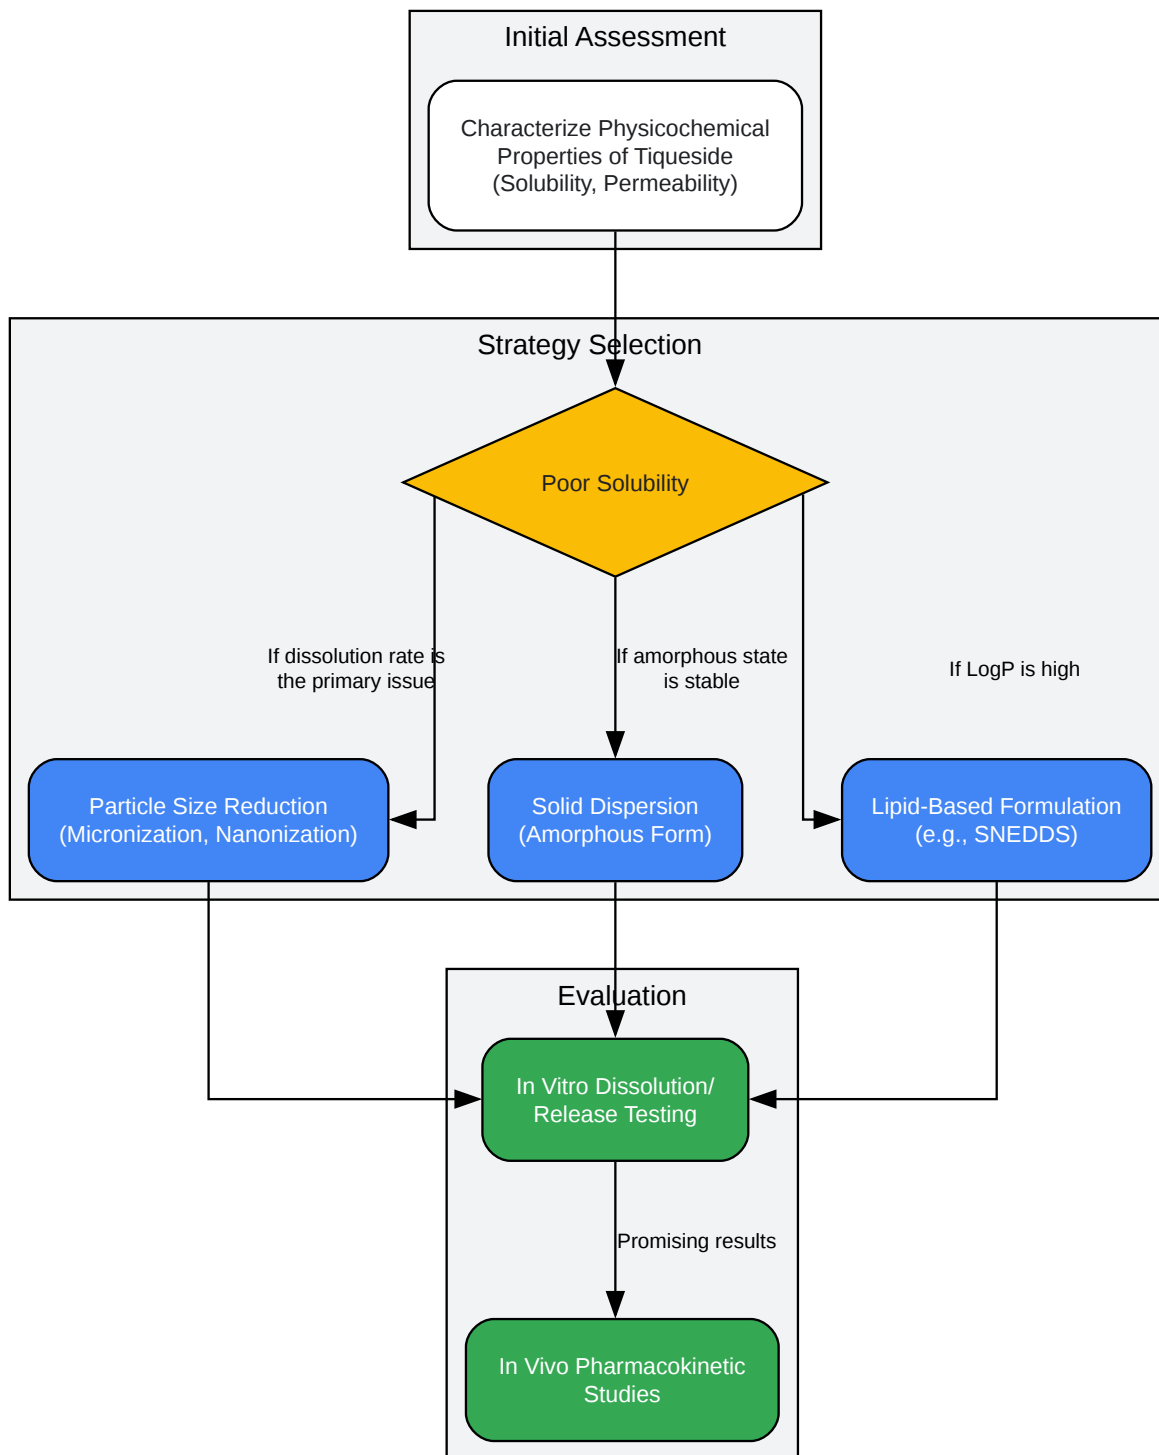 Initial Assessment
Characterize Physicochemical
Properties of Tiqueside
(Solubility, Permeability)
Strategy Selection
Poor Solubility
If dissolution rate is
the primary issue
If amorphous state
is stable
If LogP is high
Particle Size Reduction
(Micronization, Nanonization)
Solid Dispersion
(Amorphous Form)
Lipid-Based Formulation
(e.g., SNEDDS)
Evaluation
In Vitro Dissolution/
Release Testing
Promising results
In Vivo Pharmacokinetic
Studies